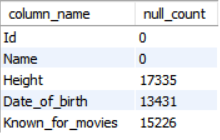 column_name null_count
Id 0
Name 0
Height 17335
Date_of_birth 13431
Known_for_movies 15226